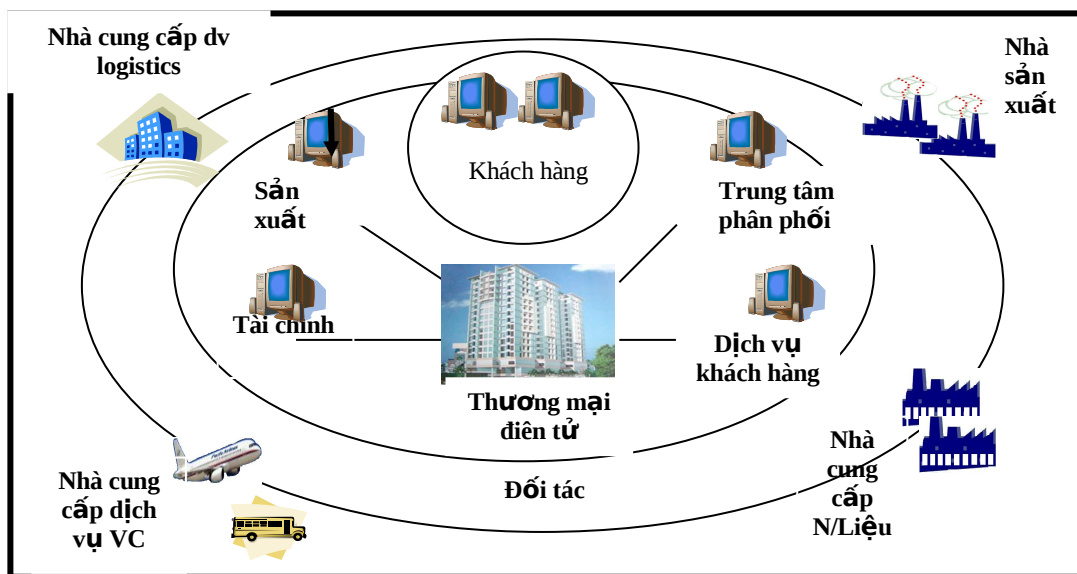 Nhà cung cấp dv
logistics
Nhà
sản
xuất
Khách hàng
Sản
xuất
Trung tâm
phân phối
Tài chính
Dịch vụ
khách hàng
Thương mại
điên tử
Đối tác
Nhà cung
cấp dịch
vụ VC
Nhà
cung
cấp
N/Liệu